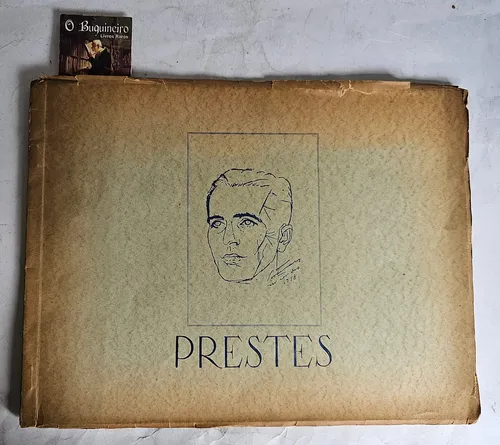 O Buquineiro
Livros Raros
PRESTES